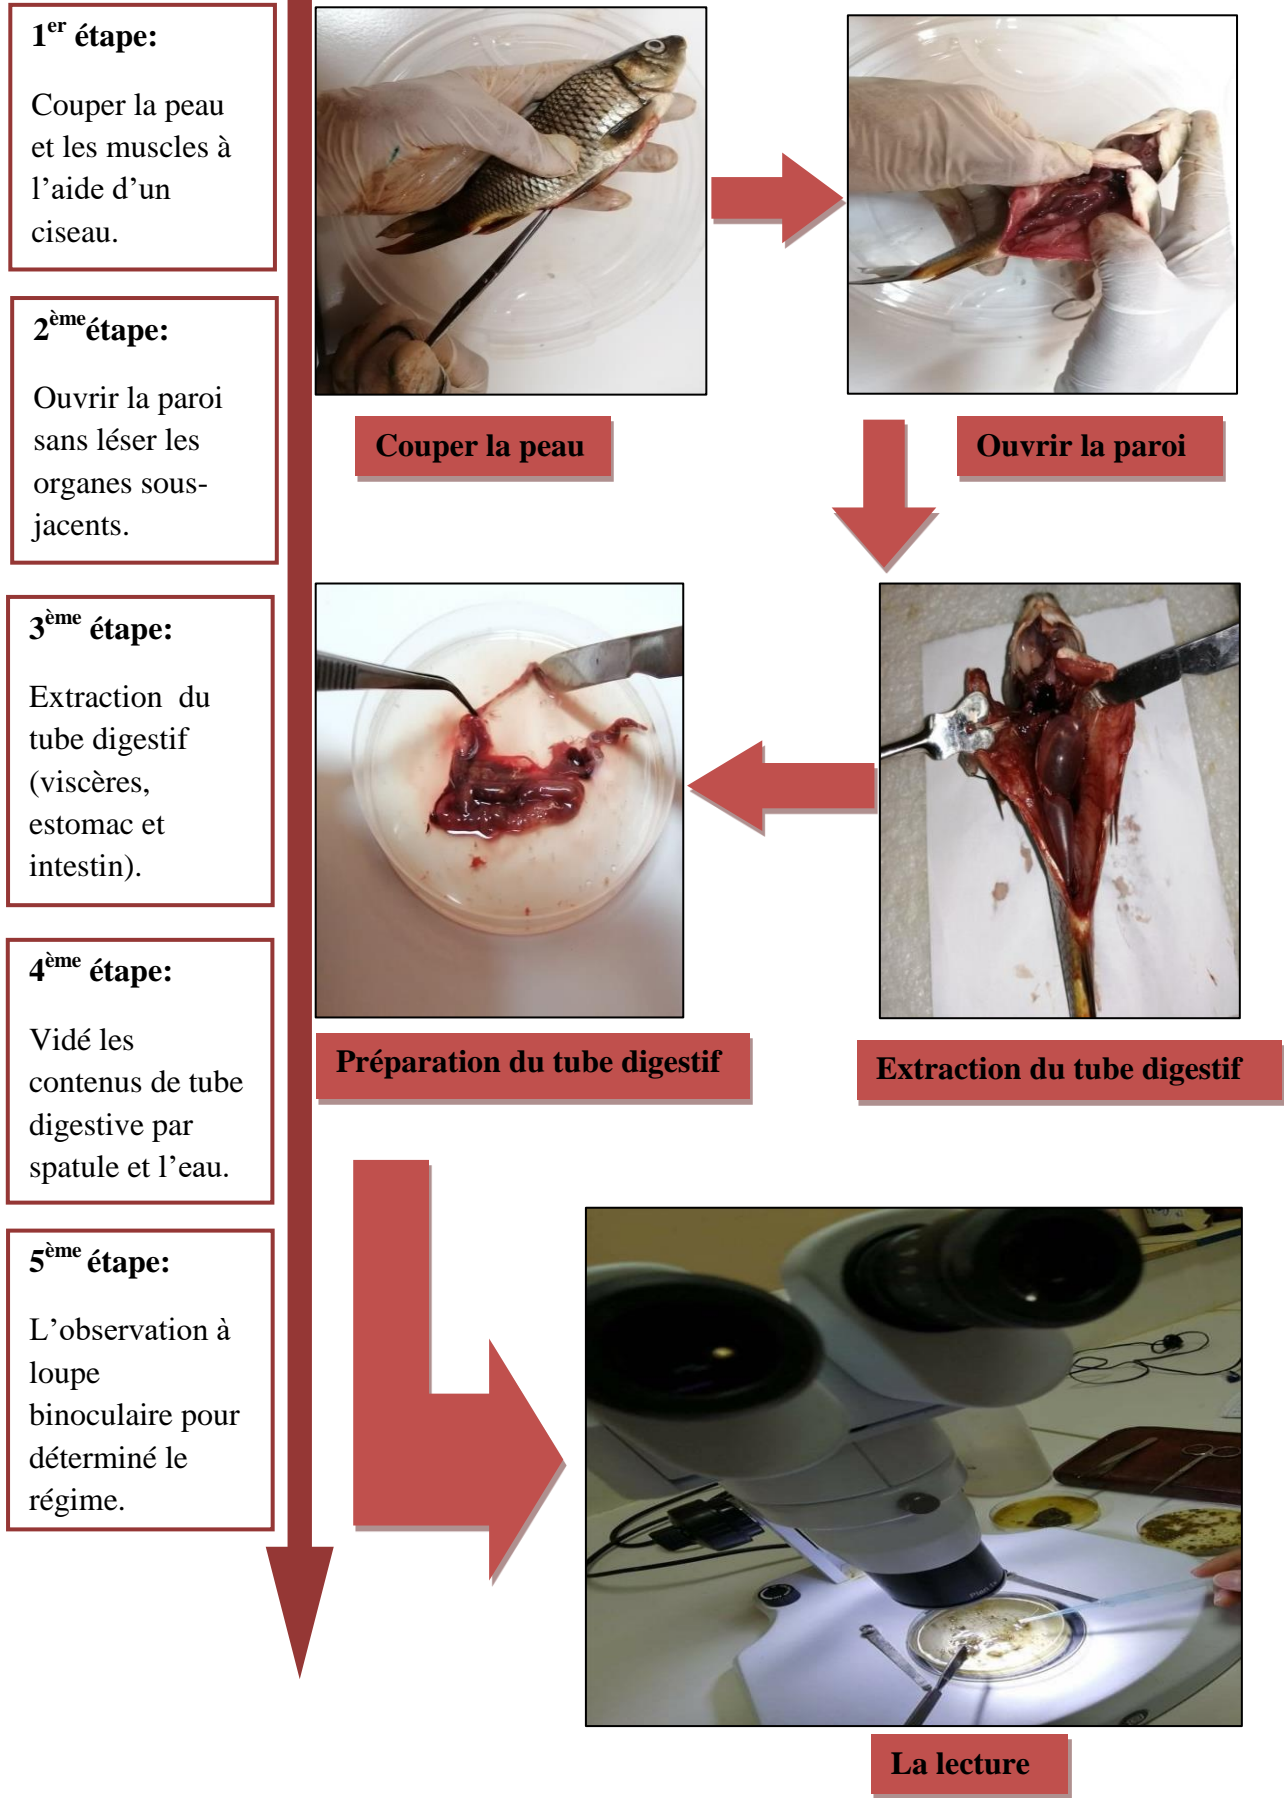 1er étape:
Couper la peau
et les muscles à
l’aide d’un
ciseau.
2ème étape:
Ouvrir la paroi
sans léser les
organes sous-
jacents.
3ème étape:
Extraction du
tube digestif
(viscères,
estomac et
intestin).
4ème étape:
Vidé les
contenus de tube
digestive par
spatule et l’eau.
5ème étape:
L’observation à
loupe
binoculaire pour
déterminé le
régime.
Couper la peau
Ouvrir la paroi
Préparation du tube digestif
Extraction du tube digestif
La lecture